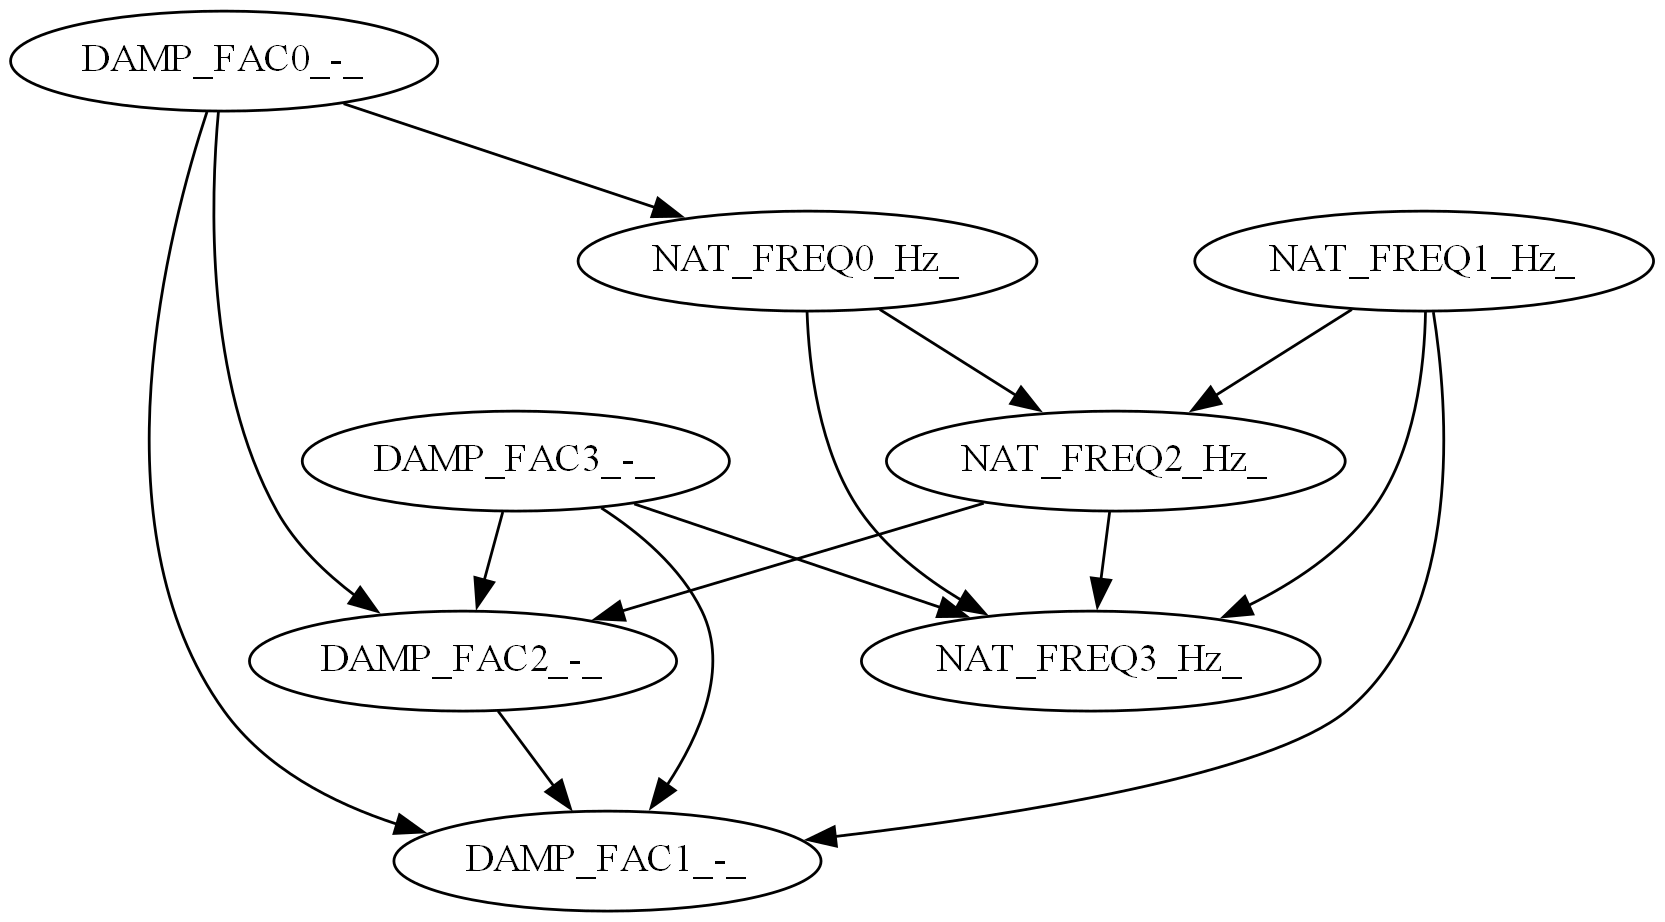 DAMP_FAC0_-_
NAT_FREQ0_Hz_
NAT_FREQ1_Hz_
DAMP_FAC3_-_
NAT_FREQ2_Hz_
DAMP_FAC2_-_
NAT_FREQ3_Hz_
DAMP_FAC1_-_